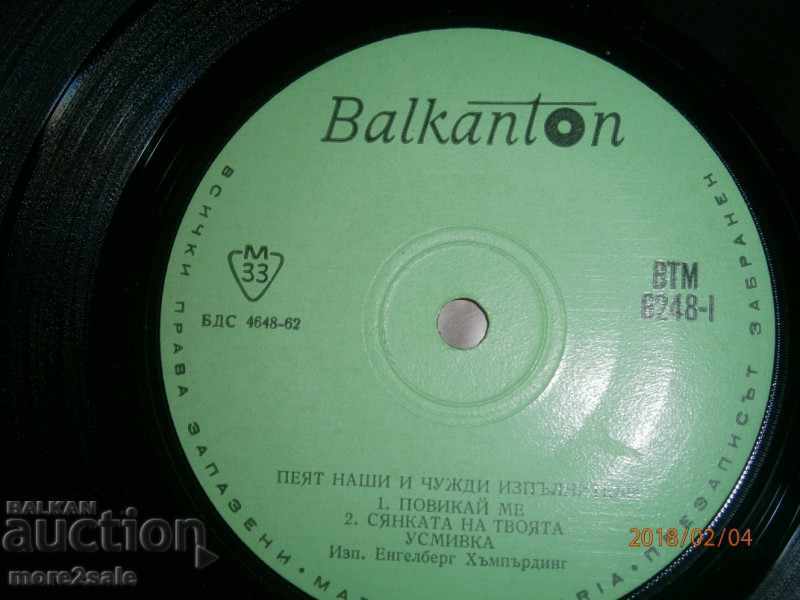 Balkanton
ВСИЧКИ ПРАВА ЗАПАЗЕНИ
ПРЕЗАПИСЪТ ЗАБРАНЕН
M
33
БДС 4648-62
ВТМ
6248-I
ПЕЯТ НАШИ И ЧУЖДИ
1. ПОВИКАЙ МЕ
2. СЯНКАТА НА ТВОЯТА
УСМИВКА
Изп. Енгелберг Хъмпърдинг
2018/02/04
BALKAN
auction
more2sale